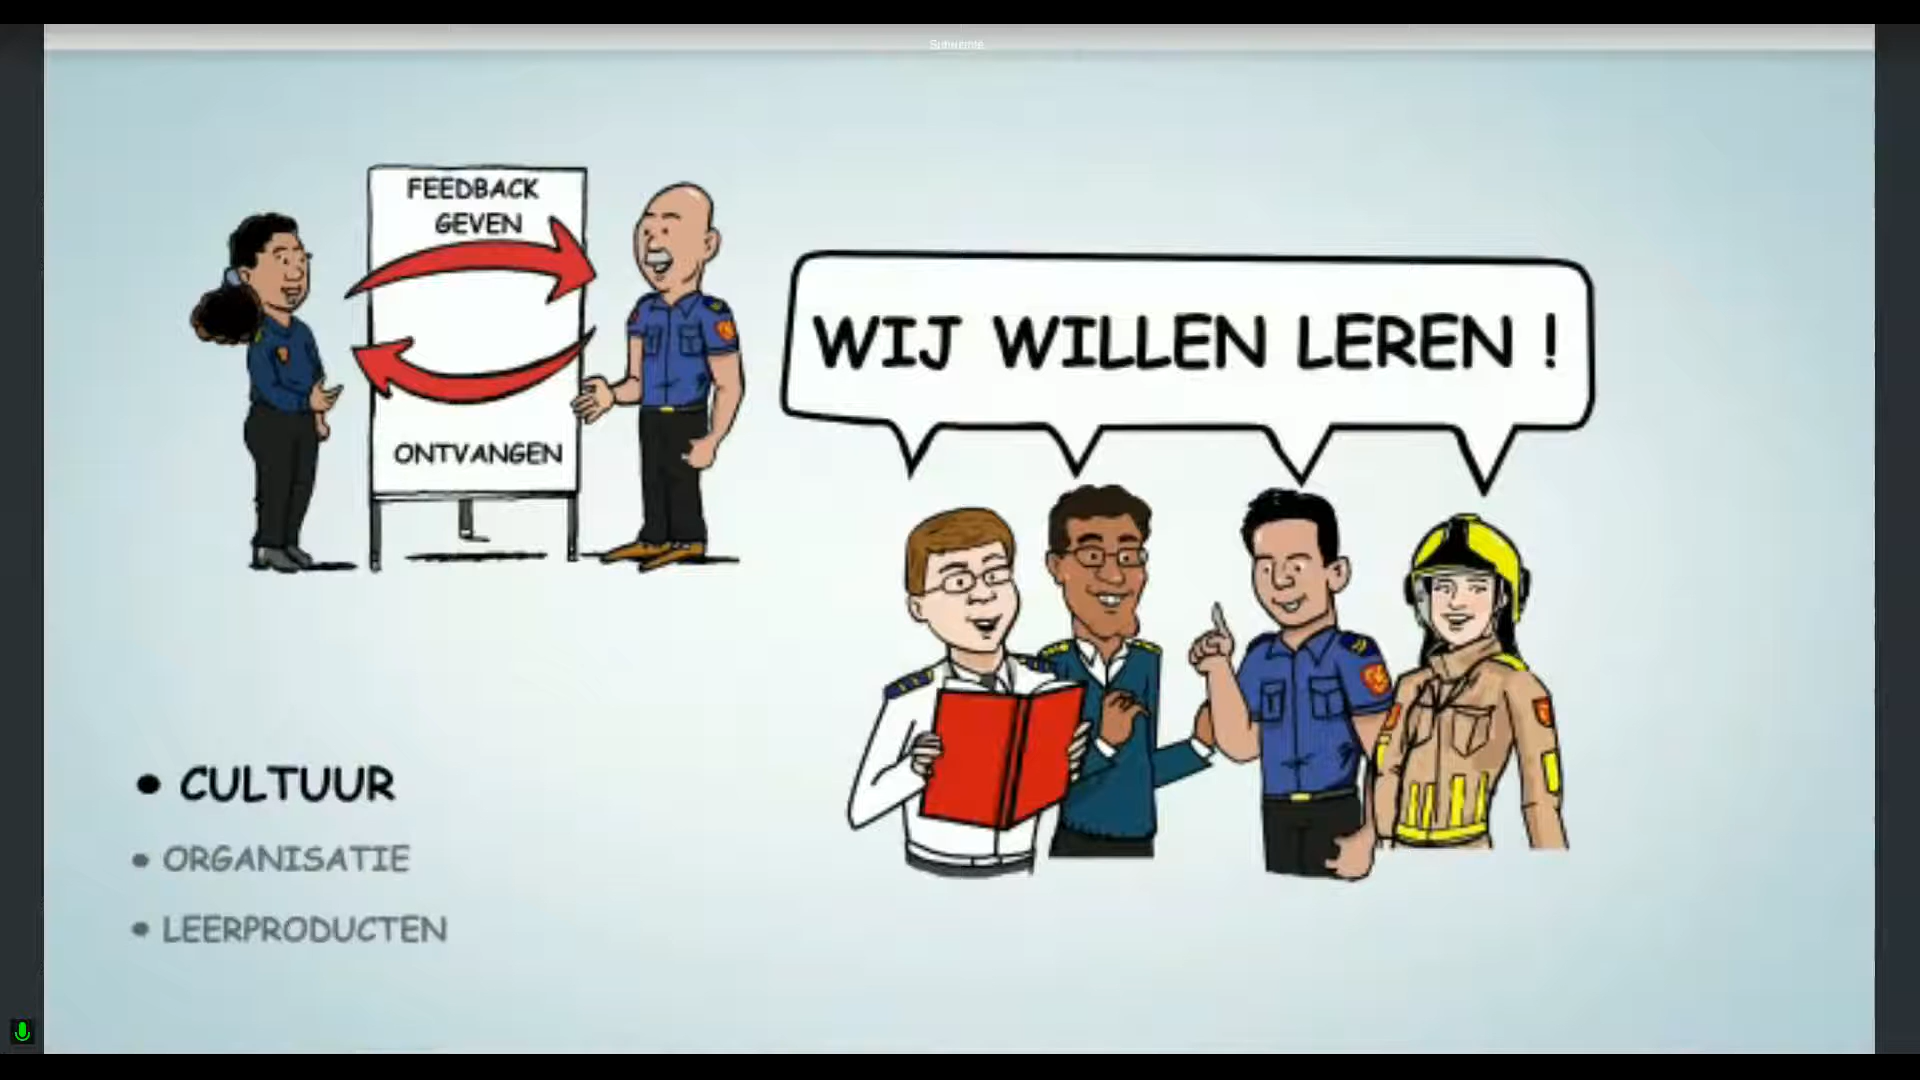 FEEDBACK
GEVEN
ONTVANGEN
WIJ WILLEN LEREN !
• CULTUUR
• ORGANISATIE
• LEERPRODUCTEN